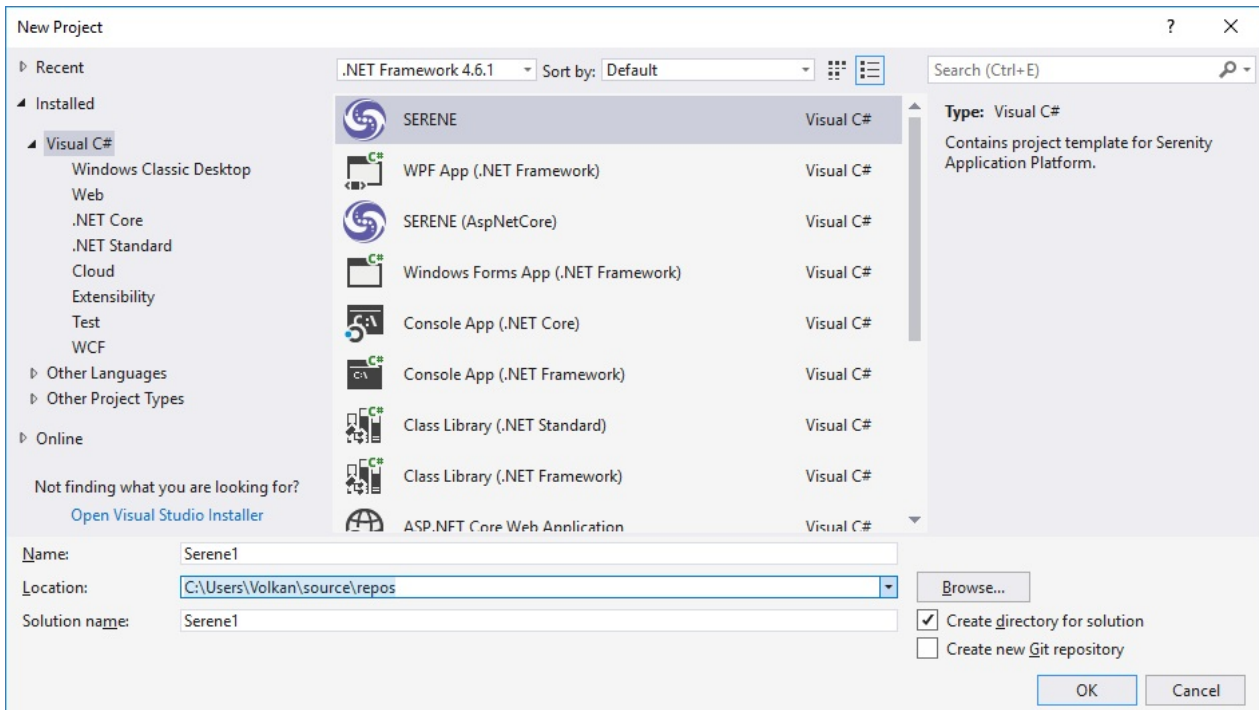 New Project
?
Recent
Installed
Visual C#
Windows Classic Desktop
Web
.NET Core
.NET Standard
Cloud
Extensibility
Test
WCF
Other Languages
Other Project Types
Online
Not finding what you are looking for?
Open Visual Studio Installer
.NET Framework 4.6.1 Sort by: Default
SERENE Visual C#
WPF App (.NET Framework) Visual C#
SERENE (AspNetCore) Visual C#
Windows Forms App (.NET Framework) Visual C#
Console App (.NET Core) Visual C#
Console App (.NET Framework) Visual C#
Class Library (.NET Standard) Visual C#
Class Library (.NET Framework) Visual C#
ASP.NET Core Web Application Visual C#
Search (Ctrl+E)
Type: Visual C#
Contains project template for Serenity
Application Platform.
Name: Serene1
Location: C:\Users\Volkan\source\repos Browse...
Solution name: Serene1 Create directory for solution
Create new Git repository
OK Cancel